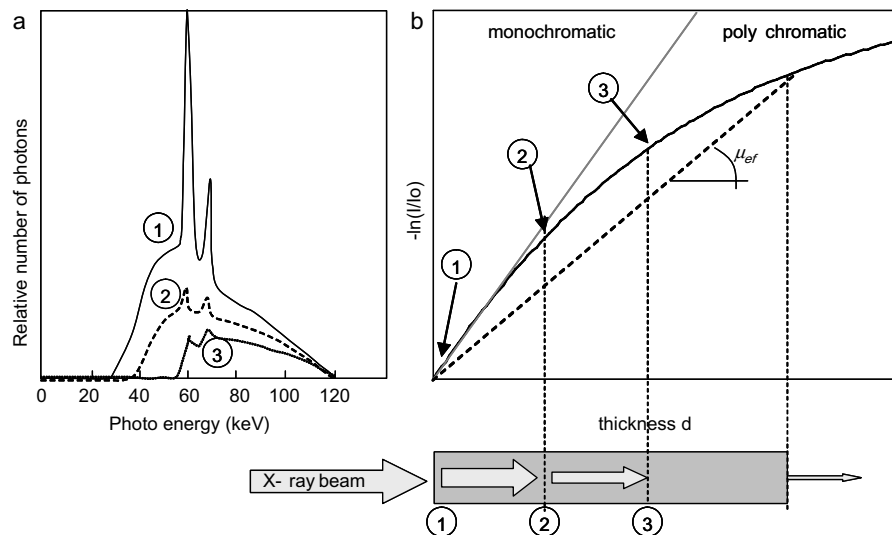 a
Relative number of photons
1
2
3
0 20 40 60 80 100 120
Photo energy (keV)
b
monochromatic poly chromatic
-ln(I/Io)
3
2
1
μef
thickness d
X- ray beam
1 2 3